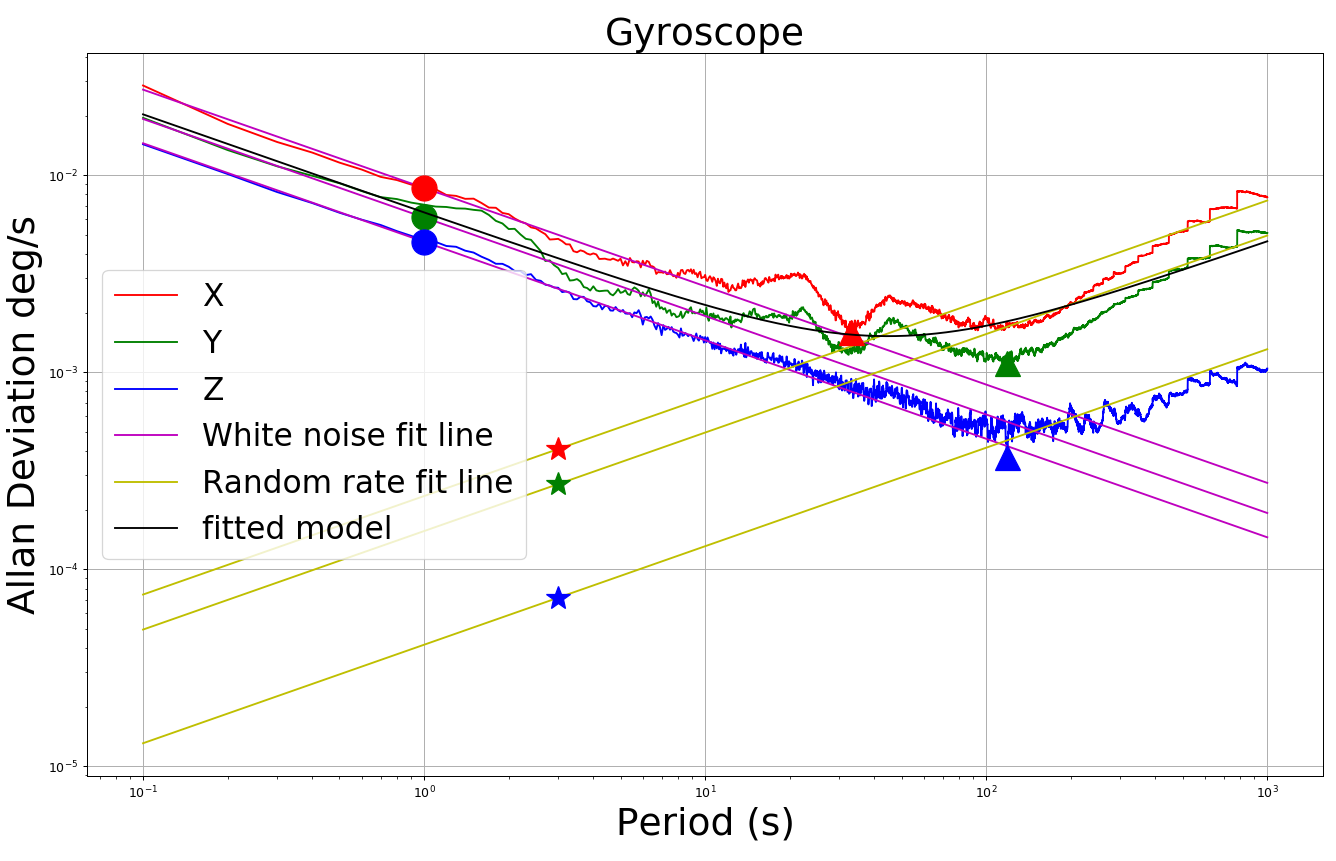 Gyroscope
Allan Deviation deg/s
10⁻²
10⁻³
10⁻⁴
10⁻⁵
X
Y
Z
White noise fit line
Random rate fit line
fitted model
10⁻¹ 10⁰ 10¹ 10² 10³
Period (s)